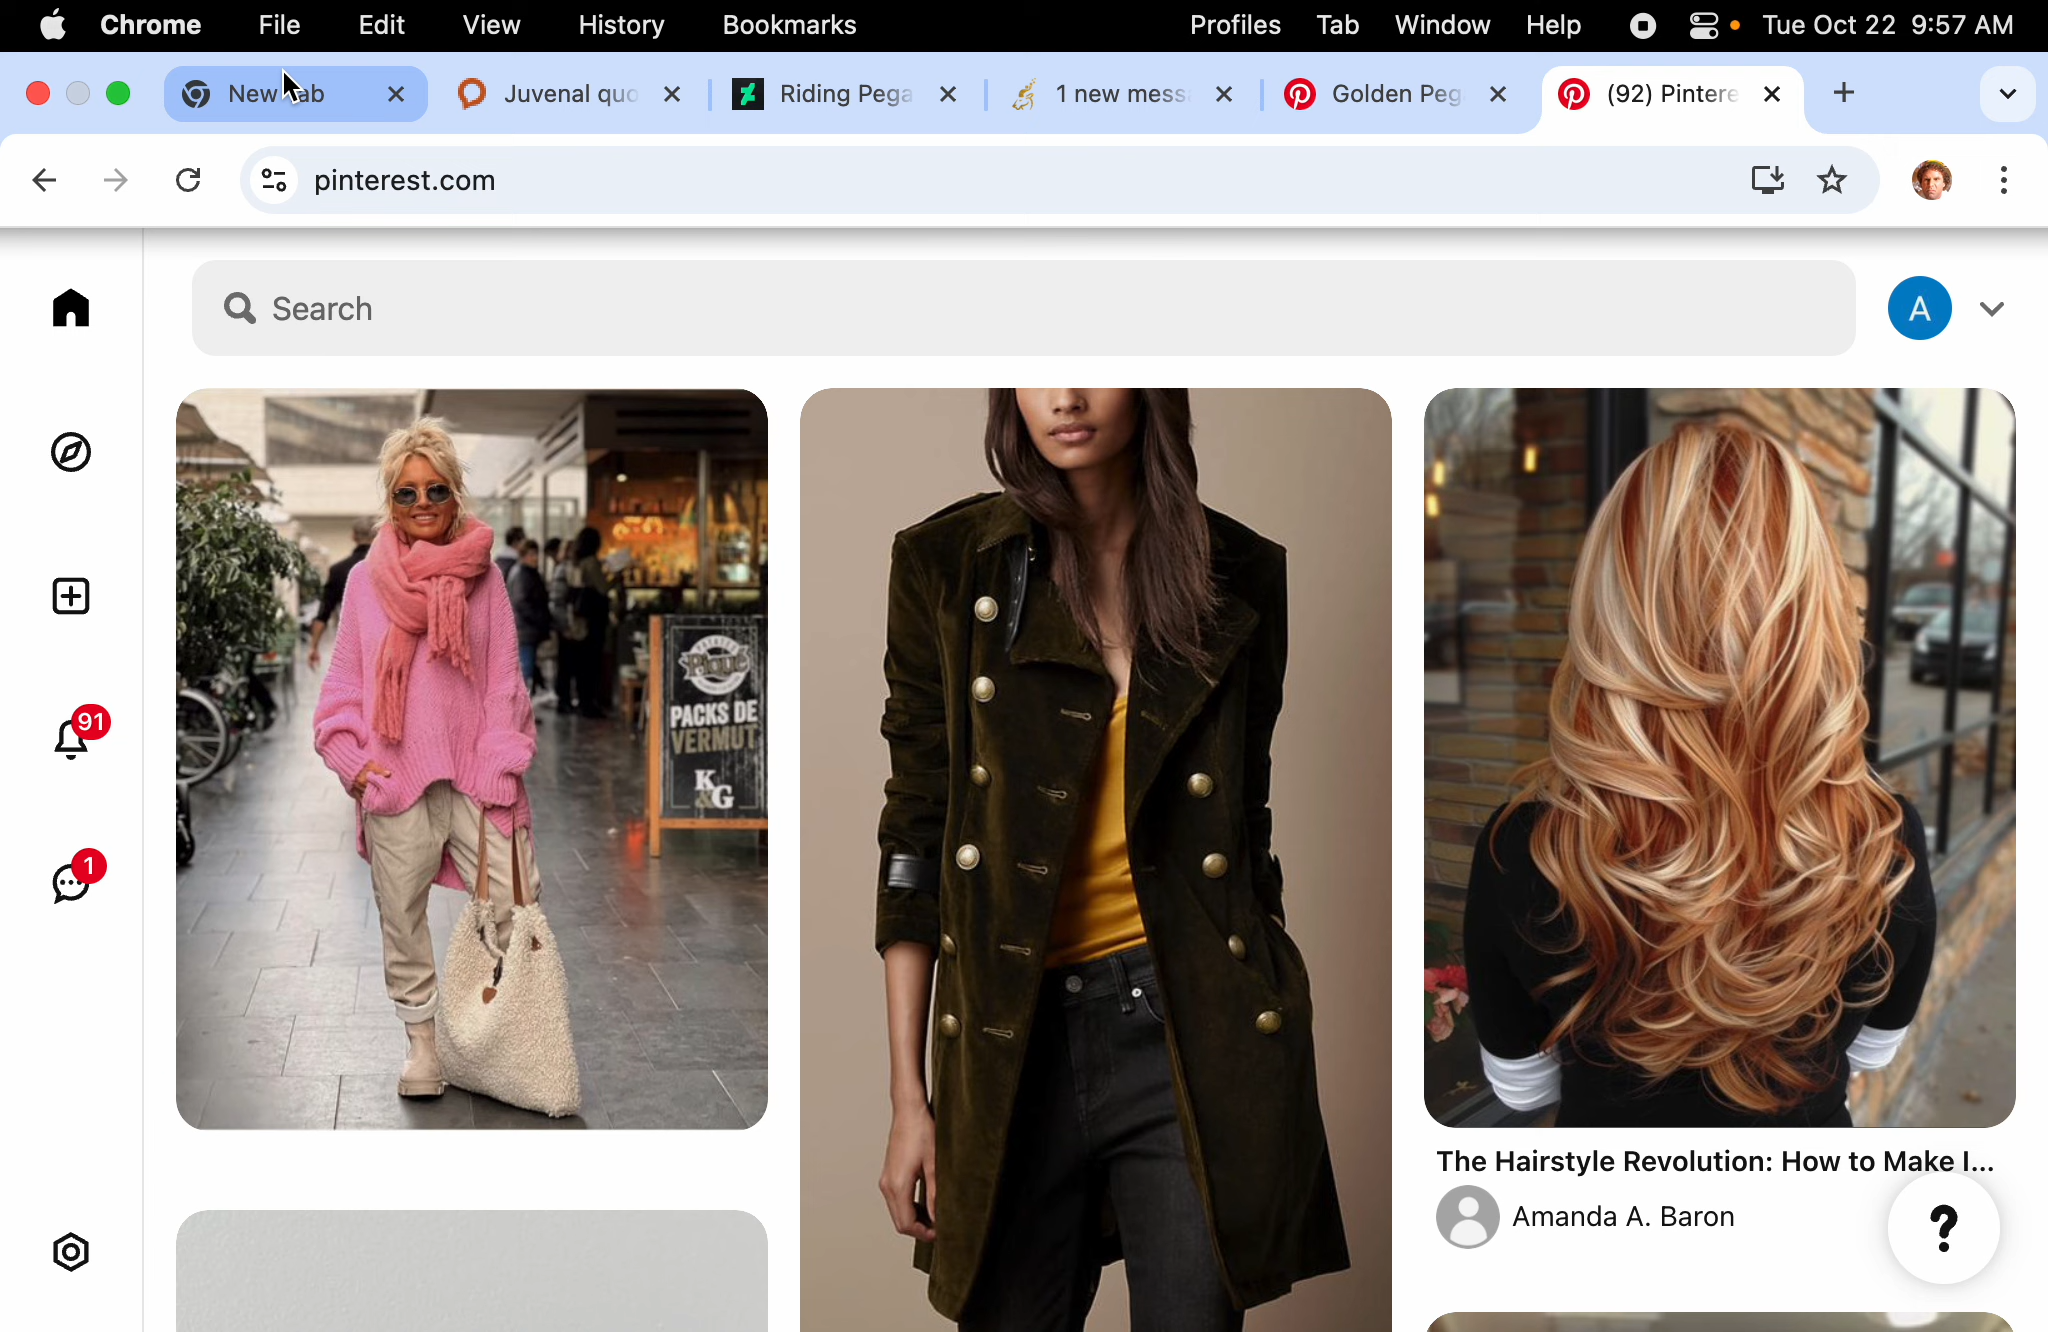 Chrome File Edit View History Bookmarks Profiles Tab Window Help Tue Oct 22 9:57 AM
New Tab Juvenal quo Riding Pega 1 new mess Golden Peg (92) Pintere
pinterest.com
Search
A
91
1
PIQUÉ
PACKS DE
VERMUT
K&G
The Hairstyle Revolution: How to Make I...
Amanda A. Baron
?